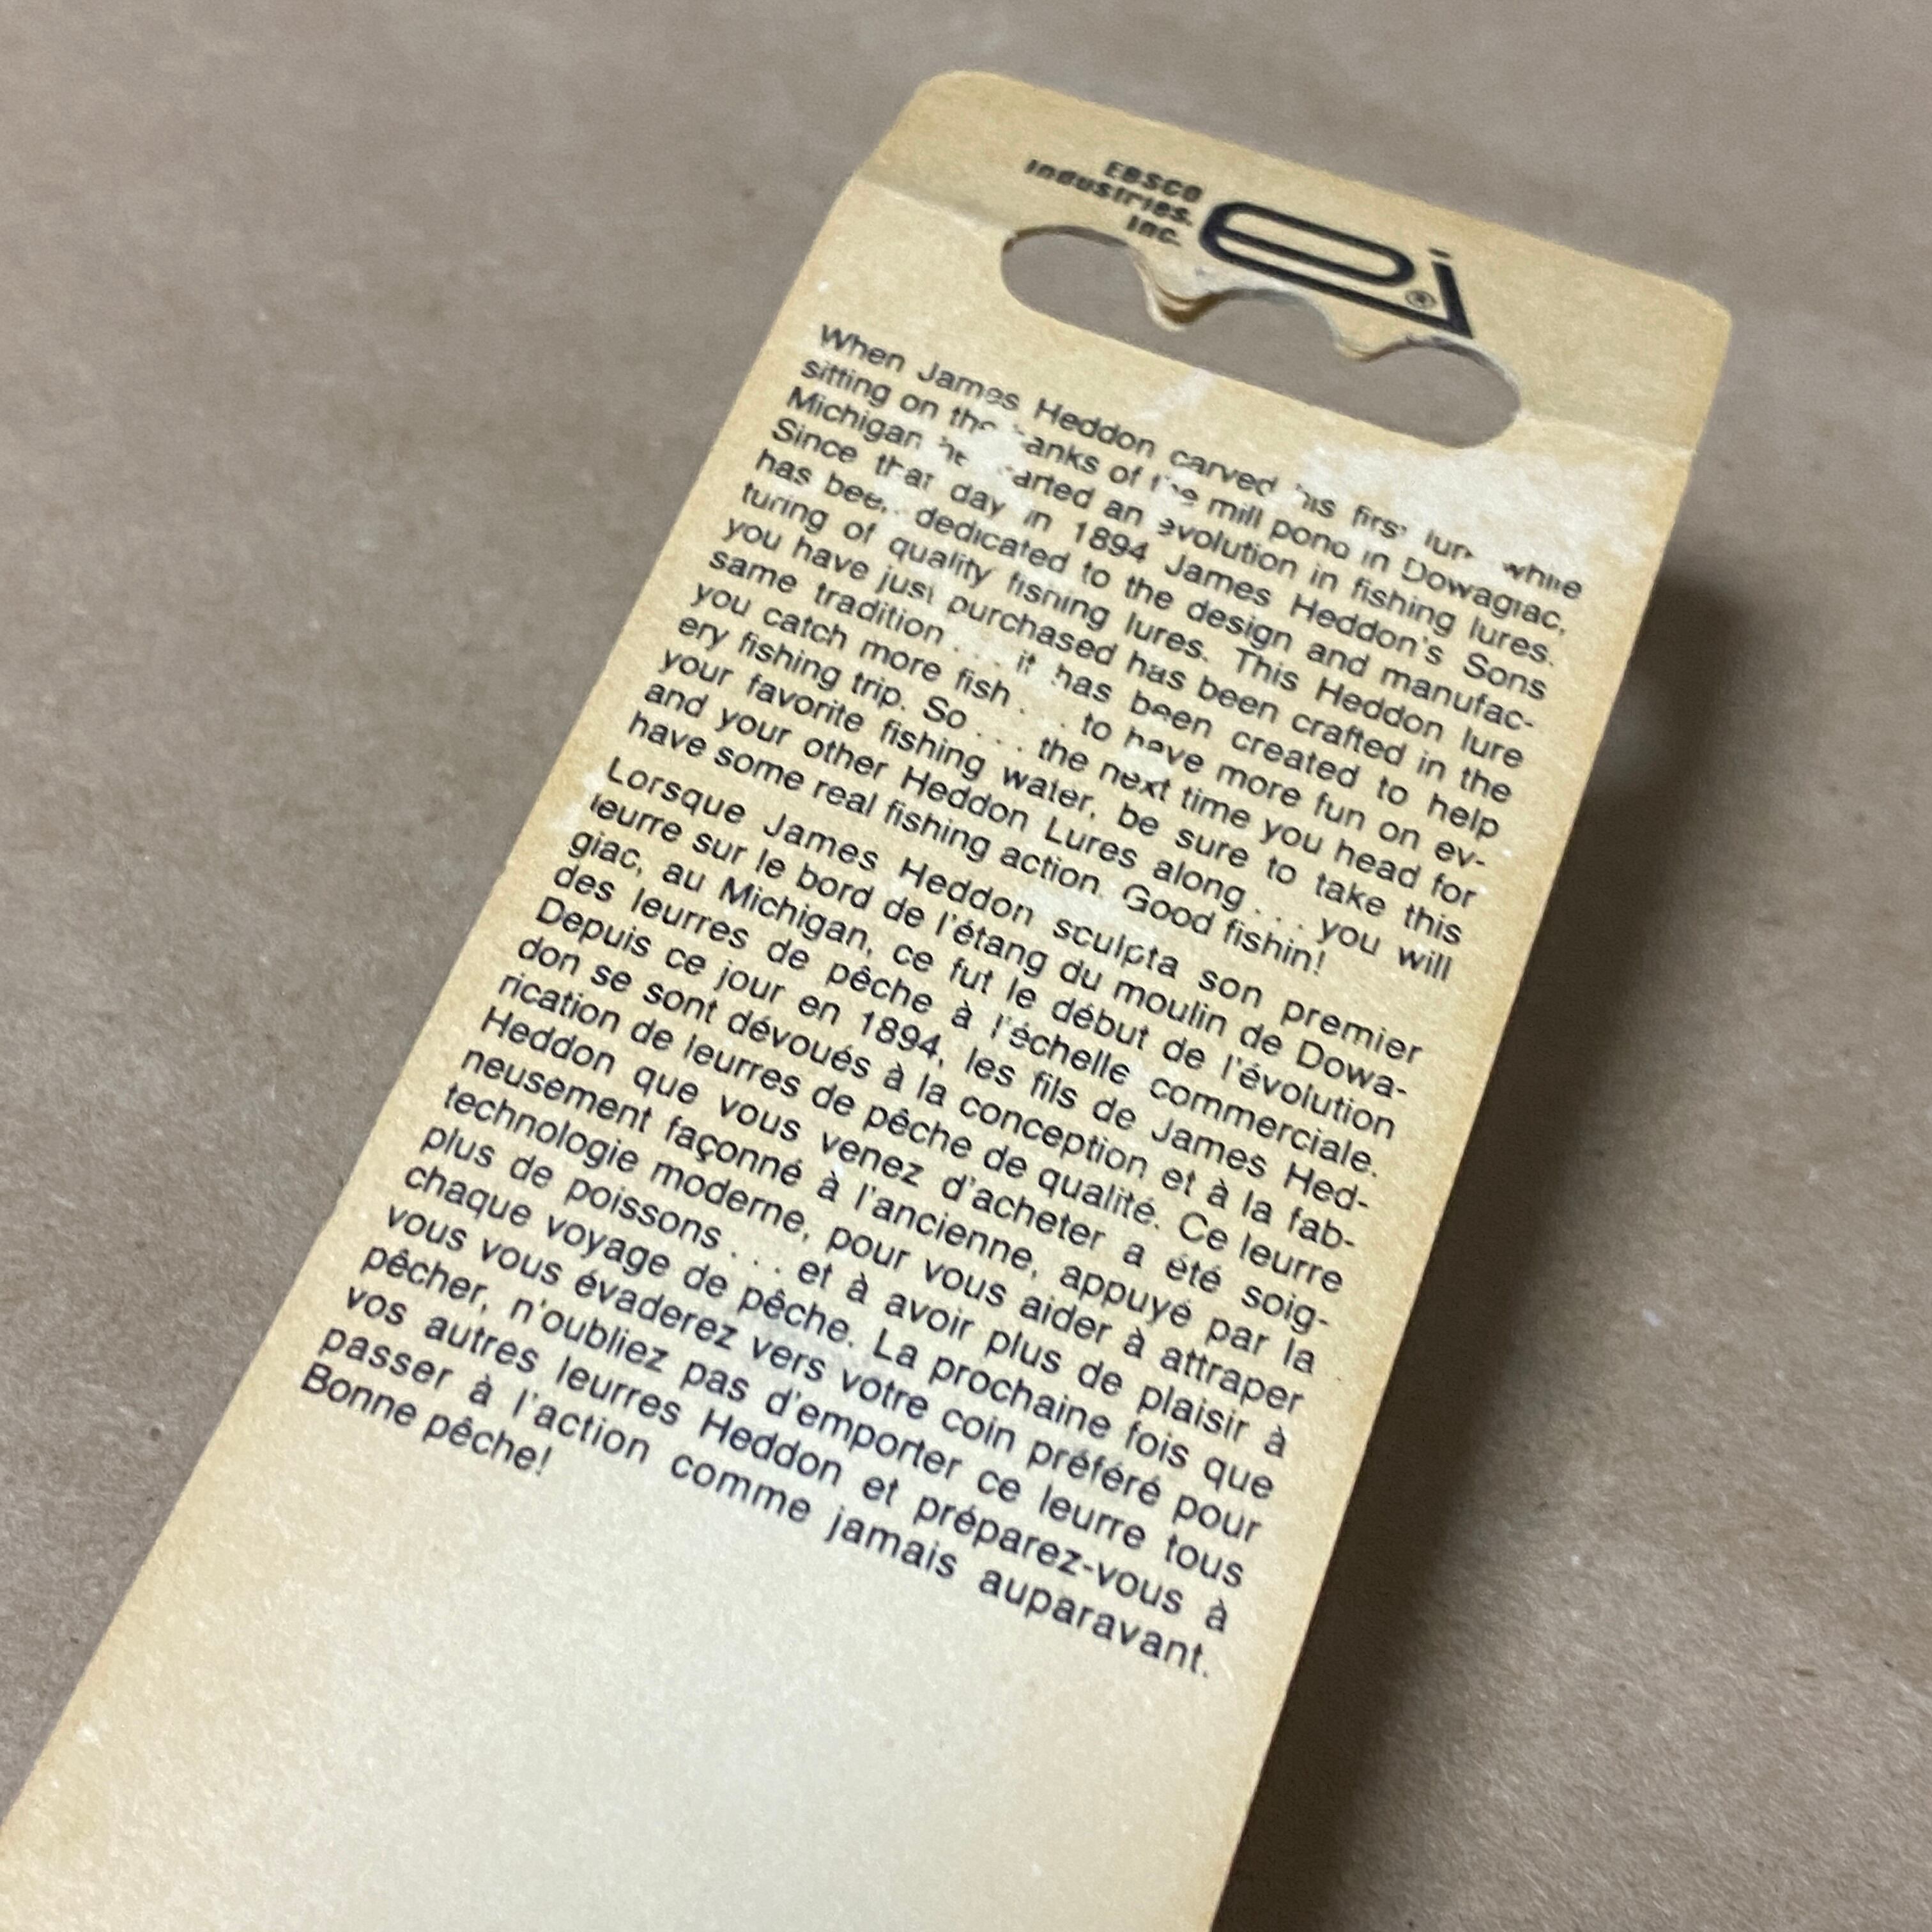 EBSCO
Industries,
Inc.
ei®
When James Heddon carved his first lure while
sitting on the banks of the mill pond in Dowagiac,
Michigan he started an evolution in fishing lures.
Since that day in 1894 James Heddon's Sons
has been dedicated to the design and manufac-
turing of quality fishing lures. This Heddon lure
you have just purchased has been crafted in the
same tradition . . . it has been created to help
you catch more fish . . . to have more fun on ev-
ery fishing trip. So . . . the next time you head for
your favorite fishing water, be sure to take this
and your other Heddon Lures along . . . you will
have some real fishing action. Good fishin!
Lorsque James Heddon sculpta son premier
leurre sur le bord de l'étang du moulin de Dowa-
giac, au Michigan, ce fut le début de l'évolution
des leurres de pêche à l'échelle commerciale.
Depuis ce jour en 1894, les fils de James Hed-
don se sont dévoués à la conception et à la fab-
rication de leurres de pêche de qualité. Ce leurre
Heddon que vous venez d'acheter a été soig-
neusement façonné à l'ancienne, appuyé par la
technologie moderne, pour vous aider à attraper
plus de poissons . . . et à avoir plus de plaisir à
chaque voyage de pêche. La prochaine fois que
vous vous évaderez vers votre coin préféré pour
pêcher, n'oubliez pas d'emporter ce leurre tous
vos autres leurres Heddon et préparez-vous à
passer à l'action comme jamais auparavant.
Bonne pêche!